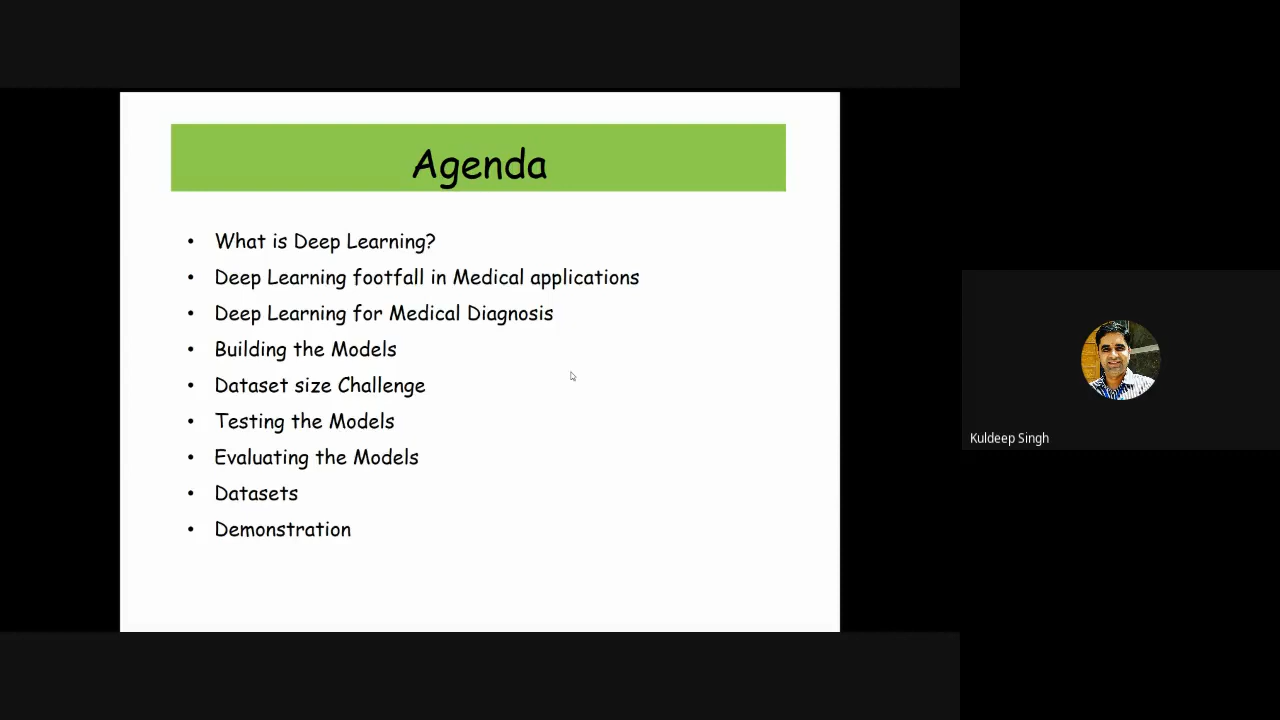 Agenda
• What is Deep Learning?
• Deep Learning footfall in Medical applications
• Deep Learning for Medical Diagnosis
• Building the Models
• Dataset size Challenge
• Testing the Models
• Evaluating the Models
• Datasets
• Demonstration
Kuldeep Singh